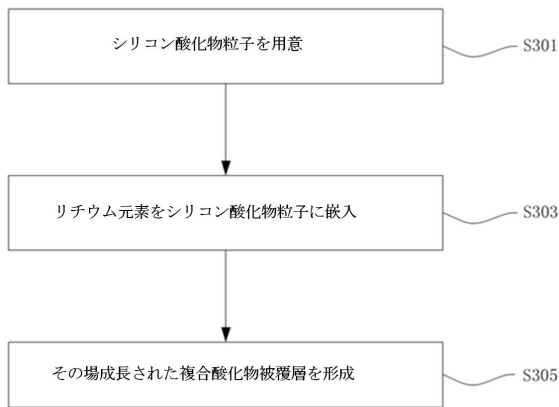 シリコン酸化物粒子を用意
S301
リチウム元素をシリコン酸化物粒子に嵌入
S303
その場成長された複合酸化物被覆層を形成
S305